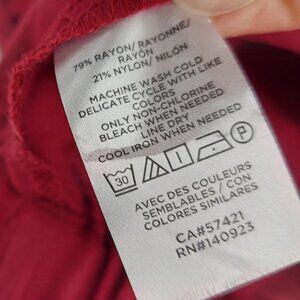 79% RAYON/RAYONNE/
RAYÓN
21% NYLON/NILÓN
MACHINE WASH COLD
DELICATE CYCLE WITH LIKE
COLORS
ONLY NON-CHLORINE
BLEACH WHEN NEEDED
LINE DRY
COOL IRON WHEN NEEDED
30
P
AVEC DES COULEURS
SEMBLABLES / CON
COLORES SIMILARES
CA#57421
RN#140923